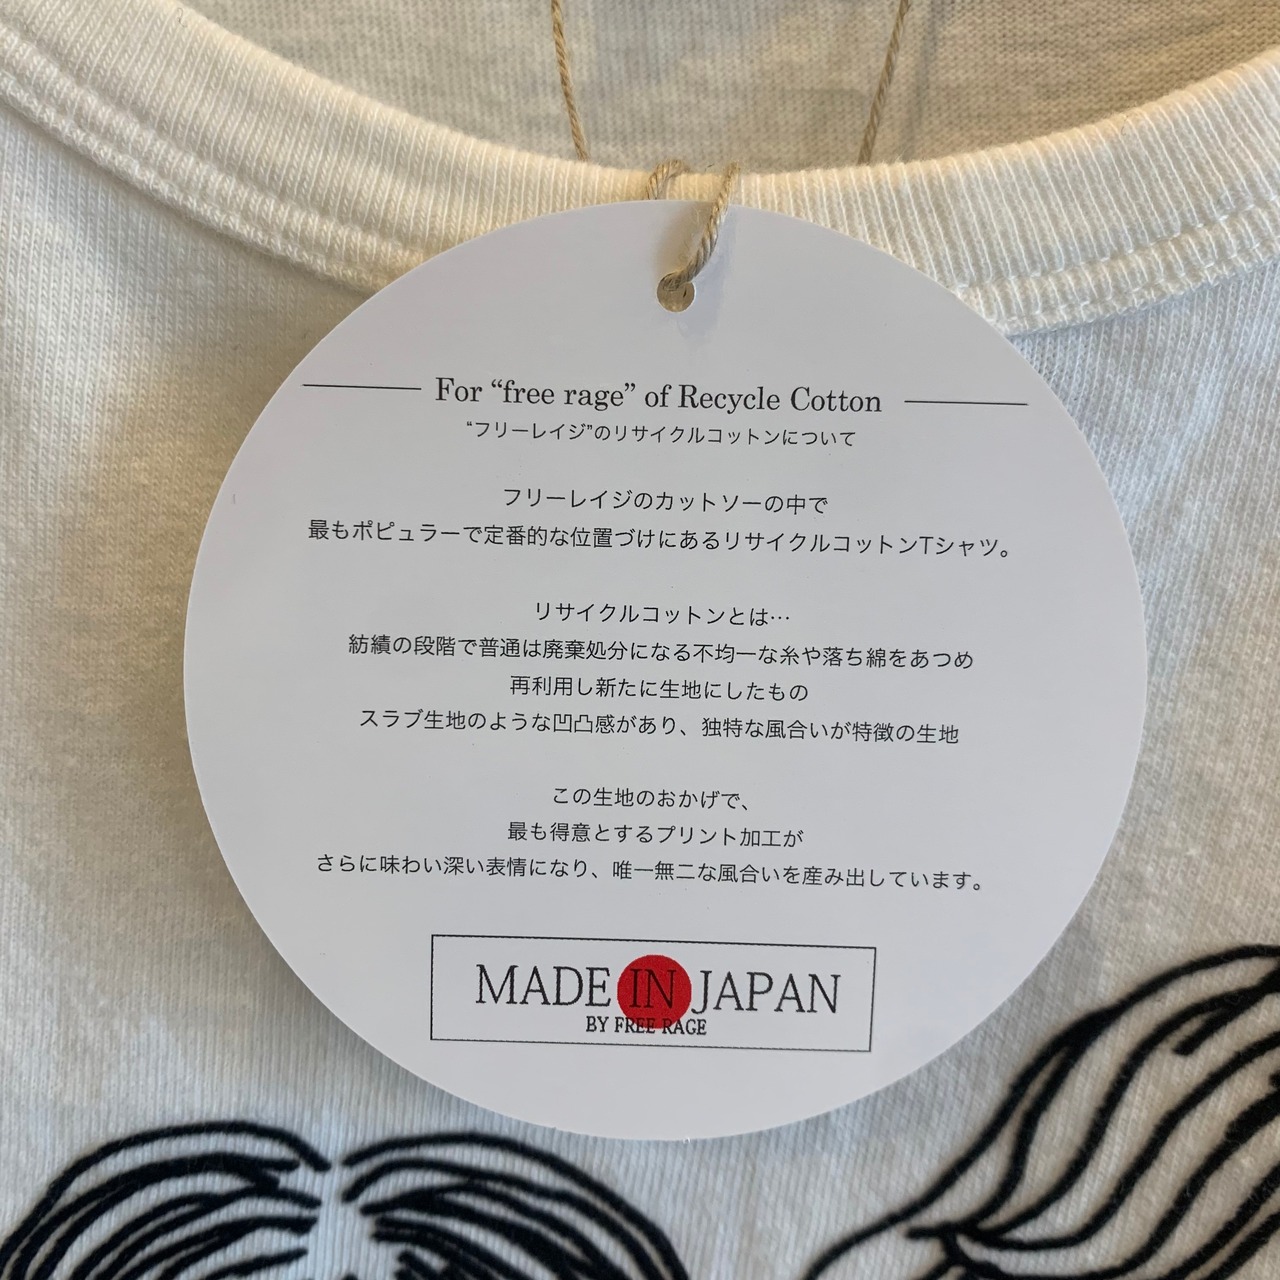 For “free rage” of Recycle Cotton
“フリーレイジ”のリサイクルコットンについて
フリーレイジのカットソーの中で
最もポピュラーで定番的な位置づけにあるリサイクルコットンTシャツ。
リサイクルコットンとは…
紡績の段階で普通は廃棄処分になる不均一な糸や落ち綿をあつめ
再利用し新たに生地にしたもの
スラブ生地のような凹凸感があり、独特な風合いが特徴の生地
この生地のおかげで、
最も得意とするプリント加工が
さらに味わい深い表情になり、唯一無二な風合いを産み出しています。
MADE IN JAPAN
BY FREE RAGE